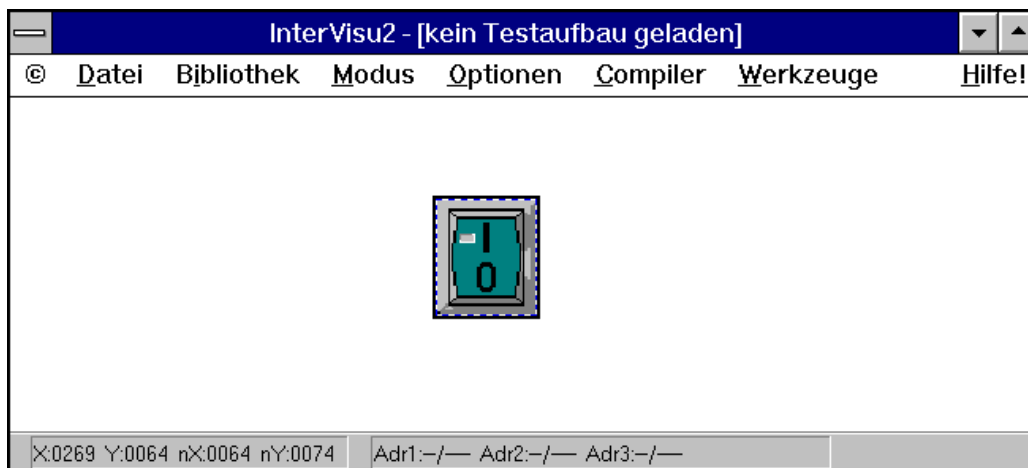 InterVisu2 - [kein Testaufbau geladen]
© Datei Bibliothek Modus Optionen Compiler Werkzeuge Hilfe!
I
0
X:0269 Y:0064 nX:0064 nY:0074 Adr1:–/–– Adr2:–/–– Adr3:–/––